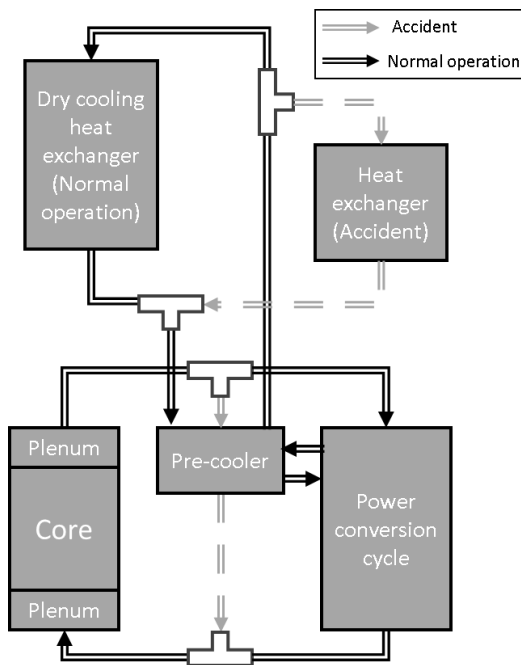 Accident
Normal operation
Dry cooling
heat
exchanger
(Normal
operation)
Heat
exchanger
(Accident)
Plenum
Core
Plenum
Pre-cooler
Power
conversion
cycle